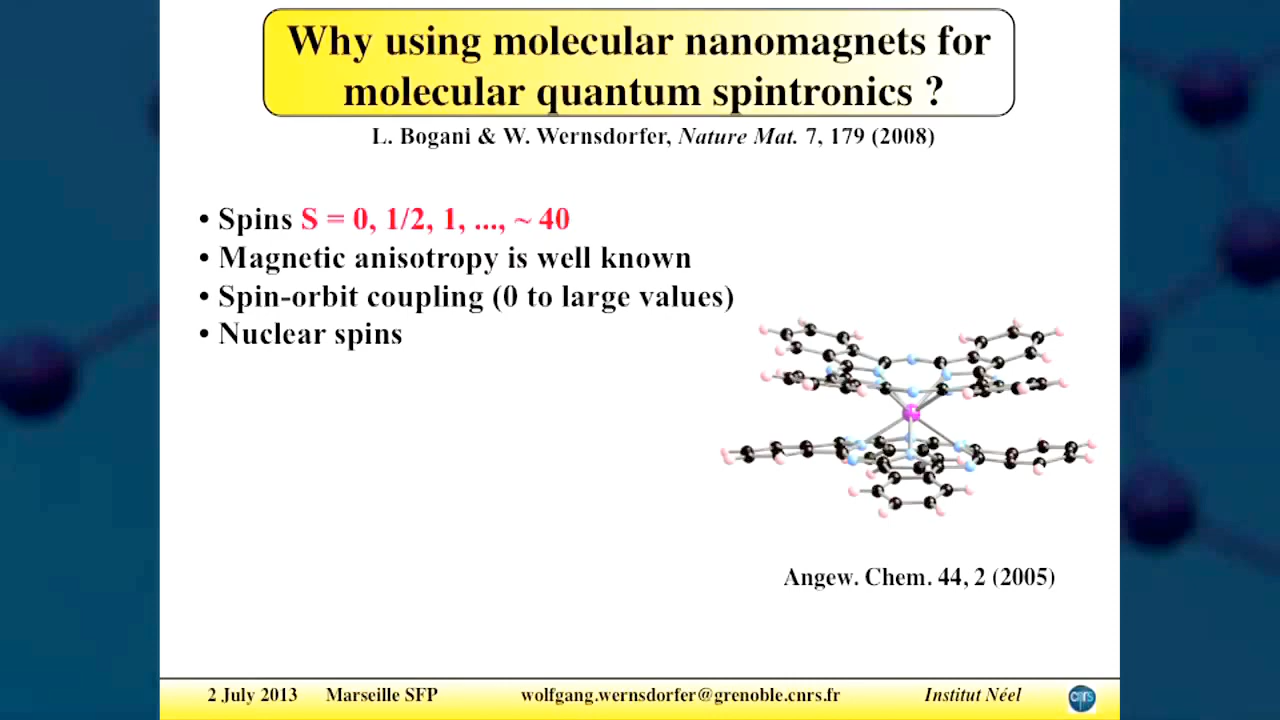 Why using molecular nanomagnets for
molecular quantum spintronics ?
L. Bogani & W. Wernsdorfer, Nature Mat. 7, 179 (2008)
• Spins S = 0, 1/2, 1, ..., ~ 40
• Magnetic anisotropy is well known
• Spin-orbit coupling (0 to large values)
• Nuclear spins
Angew. Chem. 44, 2 (2005)
2 July 2013 Marseille SFP wolfgang.wernsdorfer@grenoble.cnrs.fr Institut Néel cnrs